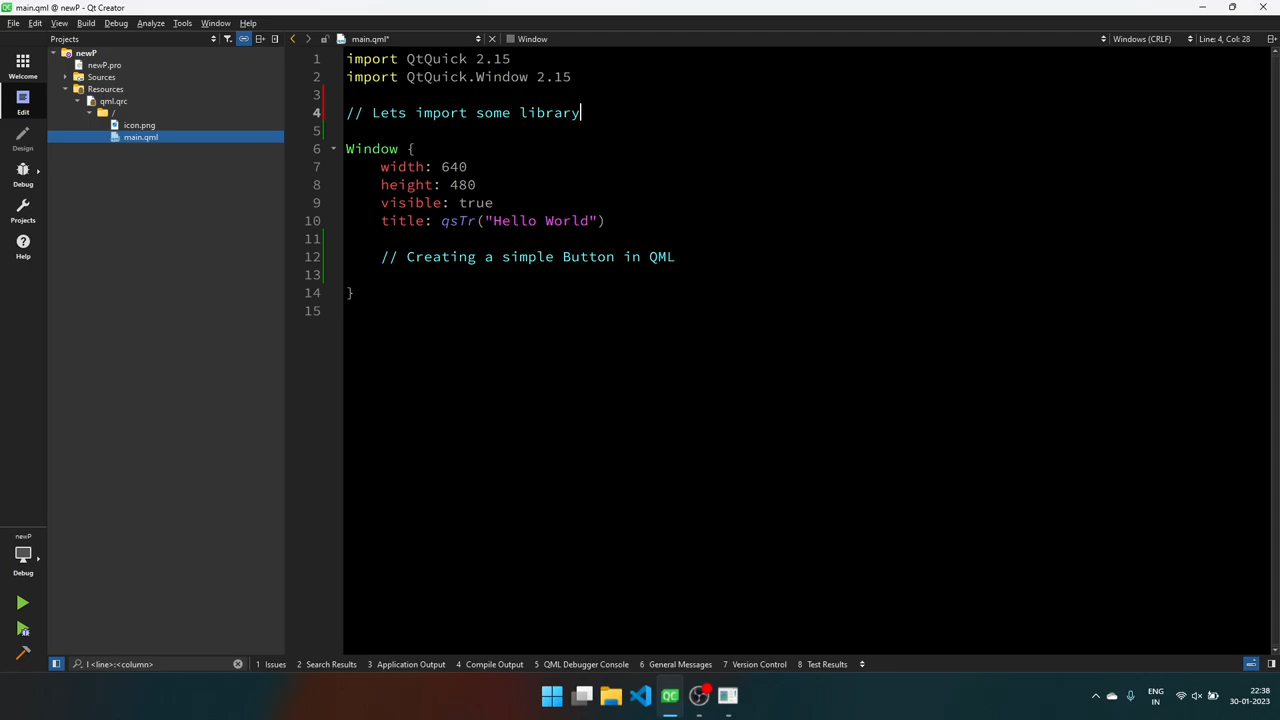 main.qml @ newP - Qt Creator
File Edit View Build Debug Analyze Tools Window Help
Projects
main.qml*
Window
Windows (CRLF)
Line: 4, Col: 28
Welcome
Edit
Design
Debug
Projects
Help
newP
newP.pro
Sources
Resources
qml.qrc
/
icon.png
main.qml
1 import QtQuick 2.15
2 import QtQuick.Window 2.15
3
4 // Lets import some library
5
6 Window {
7 width: 640
8 height: 480
9 visible: true
10 title: qsTr("Hello World")
11
12 // Creating a simple Button in QML
13
14 }
15
newP
Debug
l <line>:<column>
1 Issues 2 Search Results 3 Application Output 4 Compile Output 5 QML Debugger Console 6 General Messages 7 Version Control 8 Test Results
QC
ENG
IN
22:38
30-01-2023